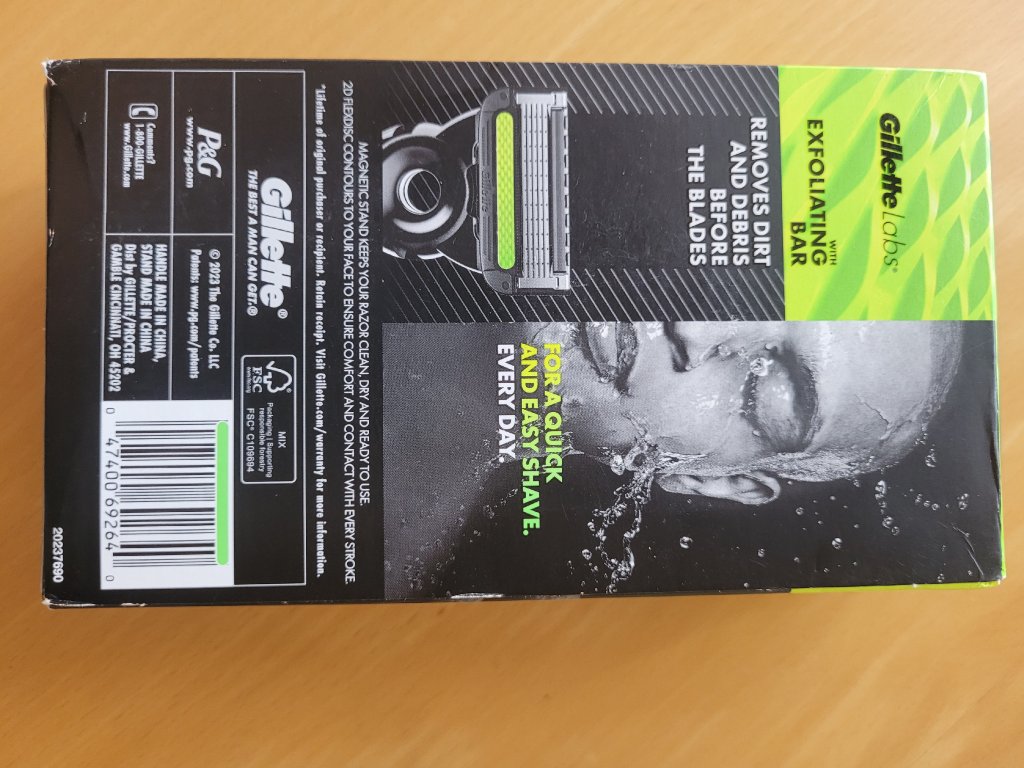 GilletteLabs®
WITH
EXFOLIATING
BAR
REMOVES DIRT
AND DEBRIS
BEFORE
THE BLADES
Gillette
FOR A QUICK
AND EASY SHAVE.
EVERY DAY.
MAGNETIC STAND KEEPS YOUR RAZOR CLEAN, DRY AND READY TO USE.
2D FLEXDISC CONTOURS TO YOUR FACE TO ENSURE COMFORT AND CONTACT WITH EVERY STROKE.
*Lifetime of original purchaser or recipient. Retain receipt. Visit Gillette.com/warranty for more information.
Gillette®
THE BEST A MAN CAN GET®
FSC
www.fsc.org
MIX
Packaging | Supporting
responsible forestry
FSC® C109694
P&G
www.pg.com
© 2023 The Gillette Co. LLC
Patents: www.pg.com/patents
Comments?
1-800-GILLETTE
www.Gillette.com
HANDLE MADE IN CHINA,
STAND MADE IN CHINA
Dist by GILLETTE/PROCTER &
GAMBLE CINCINNATI, OH 45202
0 47400 69264 0
20237690